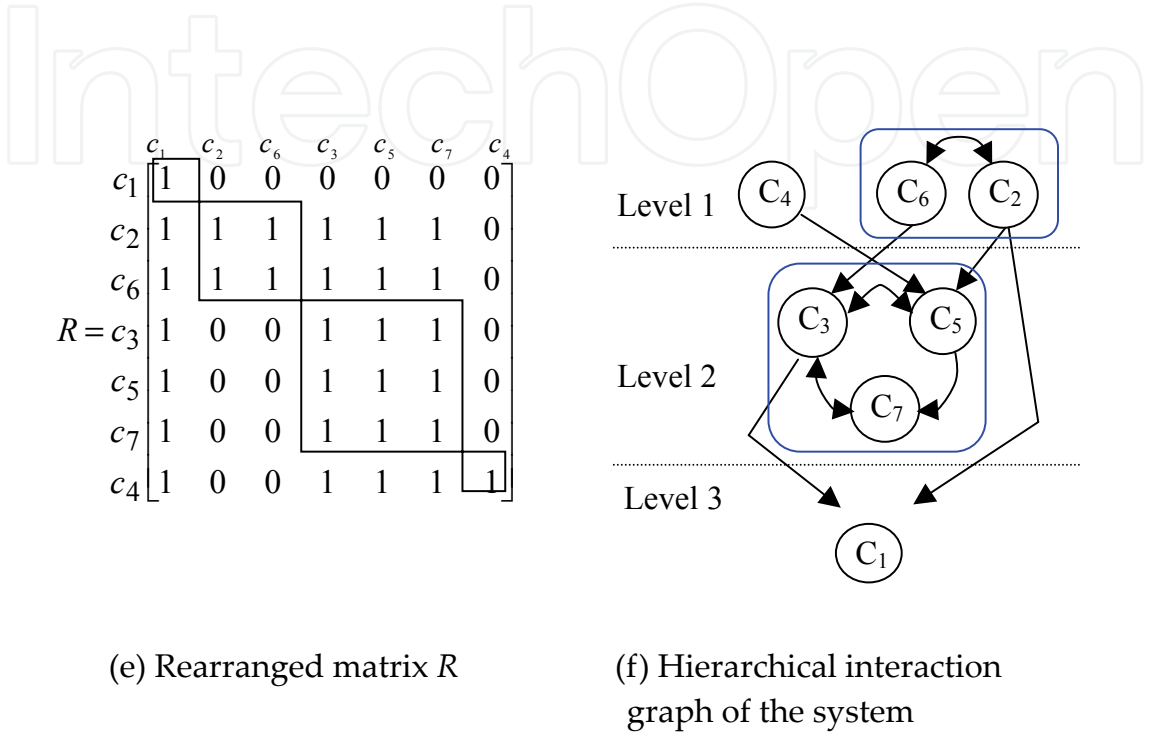 IntechOpen
c₁ c₂ c₆ c₃ c₅ c₇ c₄
c₁ 1 0 0 0 0 0 0
c₂ 1 1 1 1 1 1 0
c₆ 1 1 1 1 1 1 0
R = c₃ 1 0 0 1 1 1 0
c₅ 1 0 0 1 1 1 0
c₇ 1 0 0 1 1 1 0
c₄ 1 0 0 1 1 1 1
(e) Rearranged matrix R
Level 1 C₄ C₆ C₂
C₃ C₅
Level 2
C₇
Level 3
C₁
(f) Hierarchical interaction
graph of the system